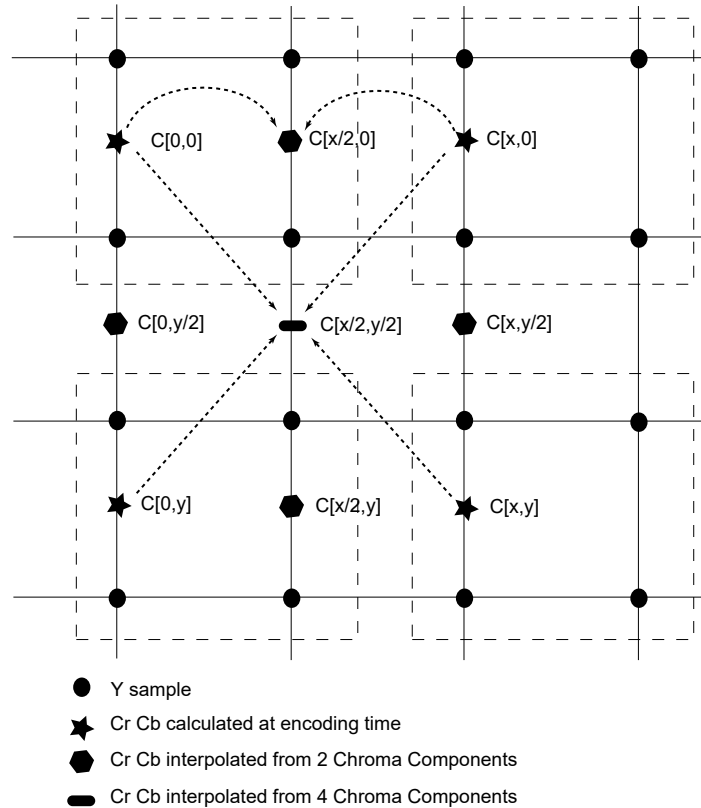 C[0,0]
C[x/2,0]
C[x,0]
C[0,y/2]
C[x/2,y/2]
C[x,y/2]
C[0,y]
C[x/2,y]
C[x,y]
Y sample
Cr Cb calculated at encoding time
Cr Cb interpolated from 2 Chroma Components
Cr Cb interpolated from 4 Chroma Components